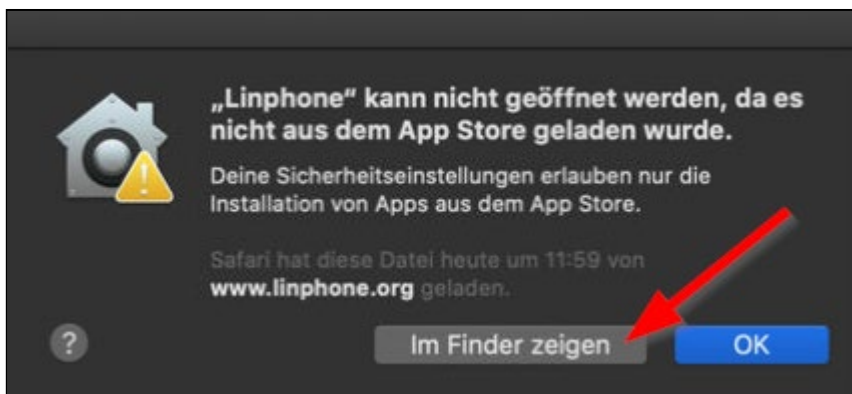 „Linphone“ kann nicht geöffnet werden, da es
nicht aus dem App Store geladen wurde.
Deine Sicherheitseinstellungen erlauben nur die
Installation von Apps aus dem App Store.
Safari hat diese Datei heute um 11:59 von
www.linphone.org geladen.
? Im Finder zeigen OK